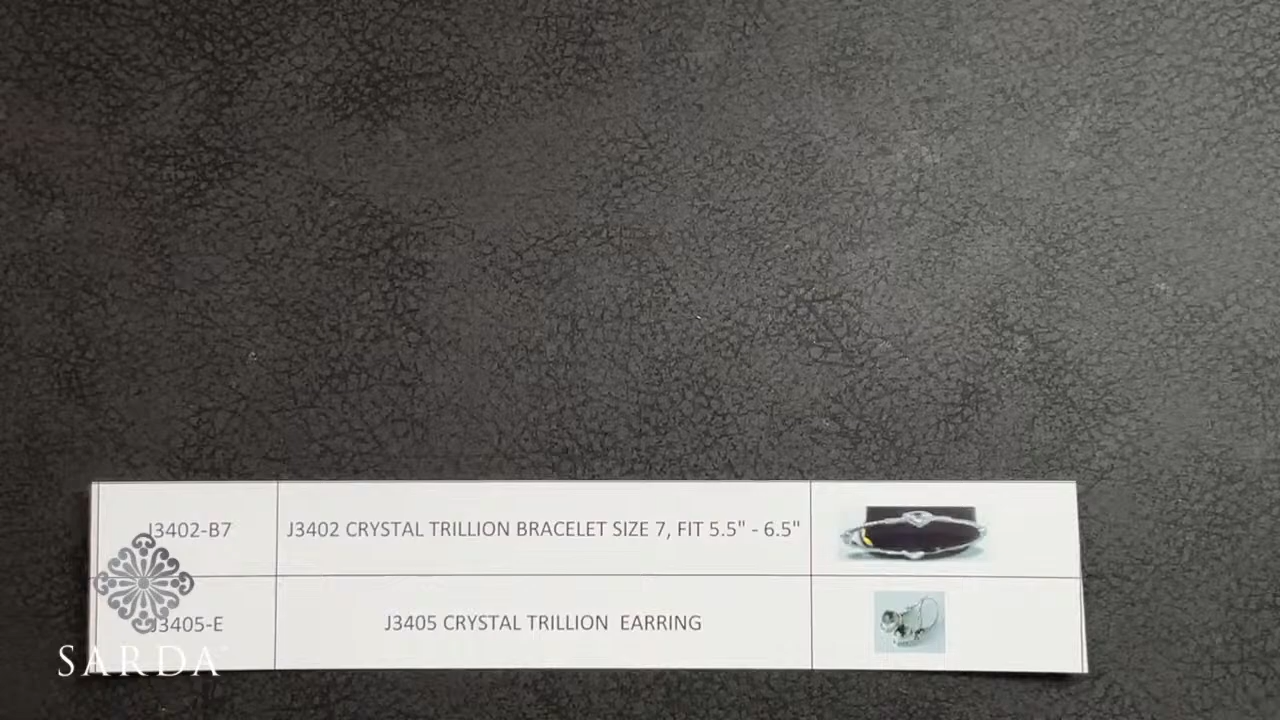 J3402-B7 J3402 CRYSTAL TRILLION BRACELET SIZE 7, FIT 5.5" - 6.5"
J3405-E J3405 CRYSTAL TRILLION EARRING
SARDA